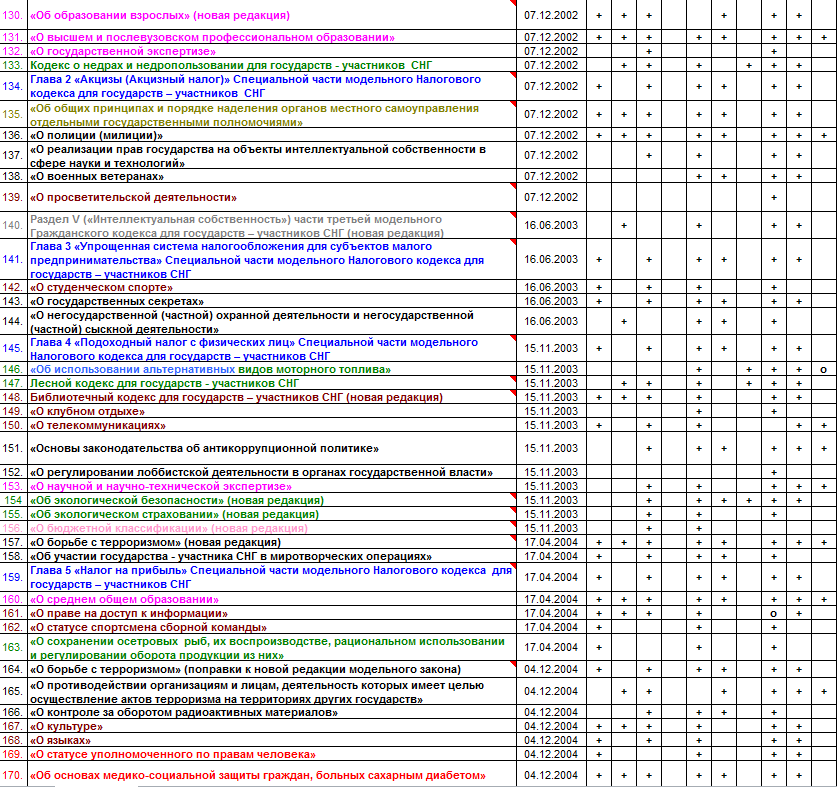 130. «Об образовании взрослых» (новая редакция) 07.12.2002 + + + + + +
131. «О высшем и послевузовском профессиональном образовании» 07.12.2002 + + + + + + + +
132. «О государственной экспертизе» 07.12.2002 + +
133. Кодекс о недрах и недропользовании для государств - участников СНГ 07.12.2002 + + + + + +
134. Глава 2 «Акцизы (Акцизный налог)» Специальной части модельного Налогового
кодекса для государств – участников СНГ 07.12.2002 + + + + + +
135. «Об общих принципах и порядке наделения органов местного самоуправления
отдельными государственными полномочиями» 07.12.2002 + + + + + + +
136. «О полиции (милиции)» 07.12.2002 + + + + + + + +
137. «О реализации прав государства на объекты интеллектуальной собственности в
сфере науки и технологий» 07.12.2002 + + + +
138. «О военных ветеранах» 07.12.2002 + + + +
139. «О просветительской деятельности» 07.12.2002 +
140. Раздел V («Интеллектуальная собственность») части третьей модельного
Гражданского кодекса для государств – участников СНГ (новая редакция) 16.06.2003 + + + +
141. Глава 3 «Упрощенная система налогообложения для субъектов малого
предпринимательства» Специальной части модельного Налогового кодекса для
государств – участников СНГ 16.06.2003 + + + + + +
142. «О студенческом спорте» 16.06.2003 + + + +
143. «О государственных секретах» 16.06.2003 + + + + + +
144. «О негосударственной (частной) охранной деятельности и негосударственной
(частной) сыскной деятельности» 16.06.2003 + + + +
145. Глава 4 «Подоходный налог с физических лиц» Специальной части модельного
Налогового кодекса для государств – участников СНГ 15.11.2003 + + + + + +
146. «Об использовании альтернативных видов моторного топлива» 15.11.2003 + + + + о
147. Лесной кодекс для государств - участников СНГ 15.11.2003 + + + + + +
148. Библиотечный кодекс для государств – участников СНГ (новая редакция) 15.11.2003 + + + + + +
149. «О клубном отдыхе» 15.11.2003 + +
150. «О телекоммуникациях» 15.11.2003 + + + + +
151. «Основы законодательства об антикоррупционной политике» 15.11.2003 + + + + + +
152. «О регулировании лоббистской деятельности в органах государственной власти» 15.11.2003 +
153. «О научной и научно-технической экспертизе» 15.11.2003 + + + + +
154 «Об экологической безопасности» (новая редакция) 15.11.2003 + + + + + +
155. «Об экологическом страховании» (новая редакция) 15.11.2003 + + +
156. «О бюджетной классификации» (новая редакция) 15.11.2003 + +
157. «О борьбе с терроризмом» (новая редакция) 17.04.2004 + + + + + + + +
158. «Об участии государства - участника СНГ в миротворческих операциях» 17.04.2004 + + + + +
159. Глава 5 «Налог на прибыль» Специальной части модельного Налогового кодекса для
государств – участников СНГ 17.04.2004 + + + + + +
160. «О среднем общем образовании» 17.04.2004 + + + + + + + +
161. «О праве на доступ к информации» 17.04.2004 + + + + о +
162. «О статусе спортсмена сборной команды» 17.04.2004 + + +
163. «О сохранении осетровых рыб, их воспроизводстве, рациональном использовании
и регулировании оборота продукции из них» 17.04.2004 + + +
164. «О борьбе с терроризмом» (поправки к новой редакции модельного закона) 04.12.2004 + + + + + +
165. «О противодействии организациям и лицам, деятельность которых имеет целью
осуществление актов терроризма на территориях других государств» 04.12.2004 + + + + + +
166. «О контроле за оборотом радиоактивных материалов» 04.12.2004 + + + +
167. «О культуре» 04.12.2004 + + + + + +
168. «О языках» 04.12.2004 + + + + +
169. «О статусе уполномоченного по правам человека» 04.12.2004 + + + +
170. «Об основах медико-социальной защиты граждан, больных сахарным диабетом» 04.12.2004 + + + + + + +